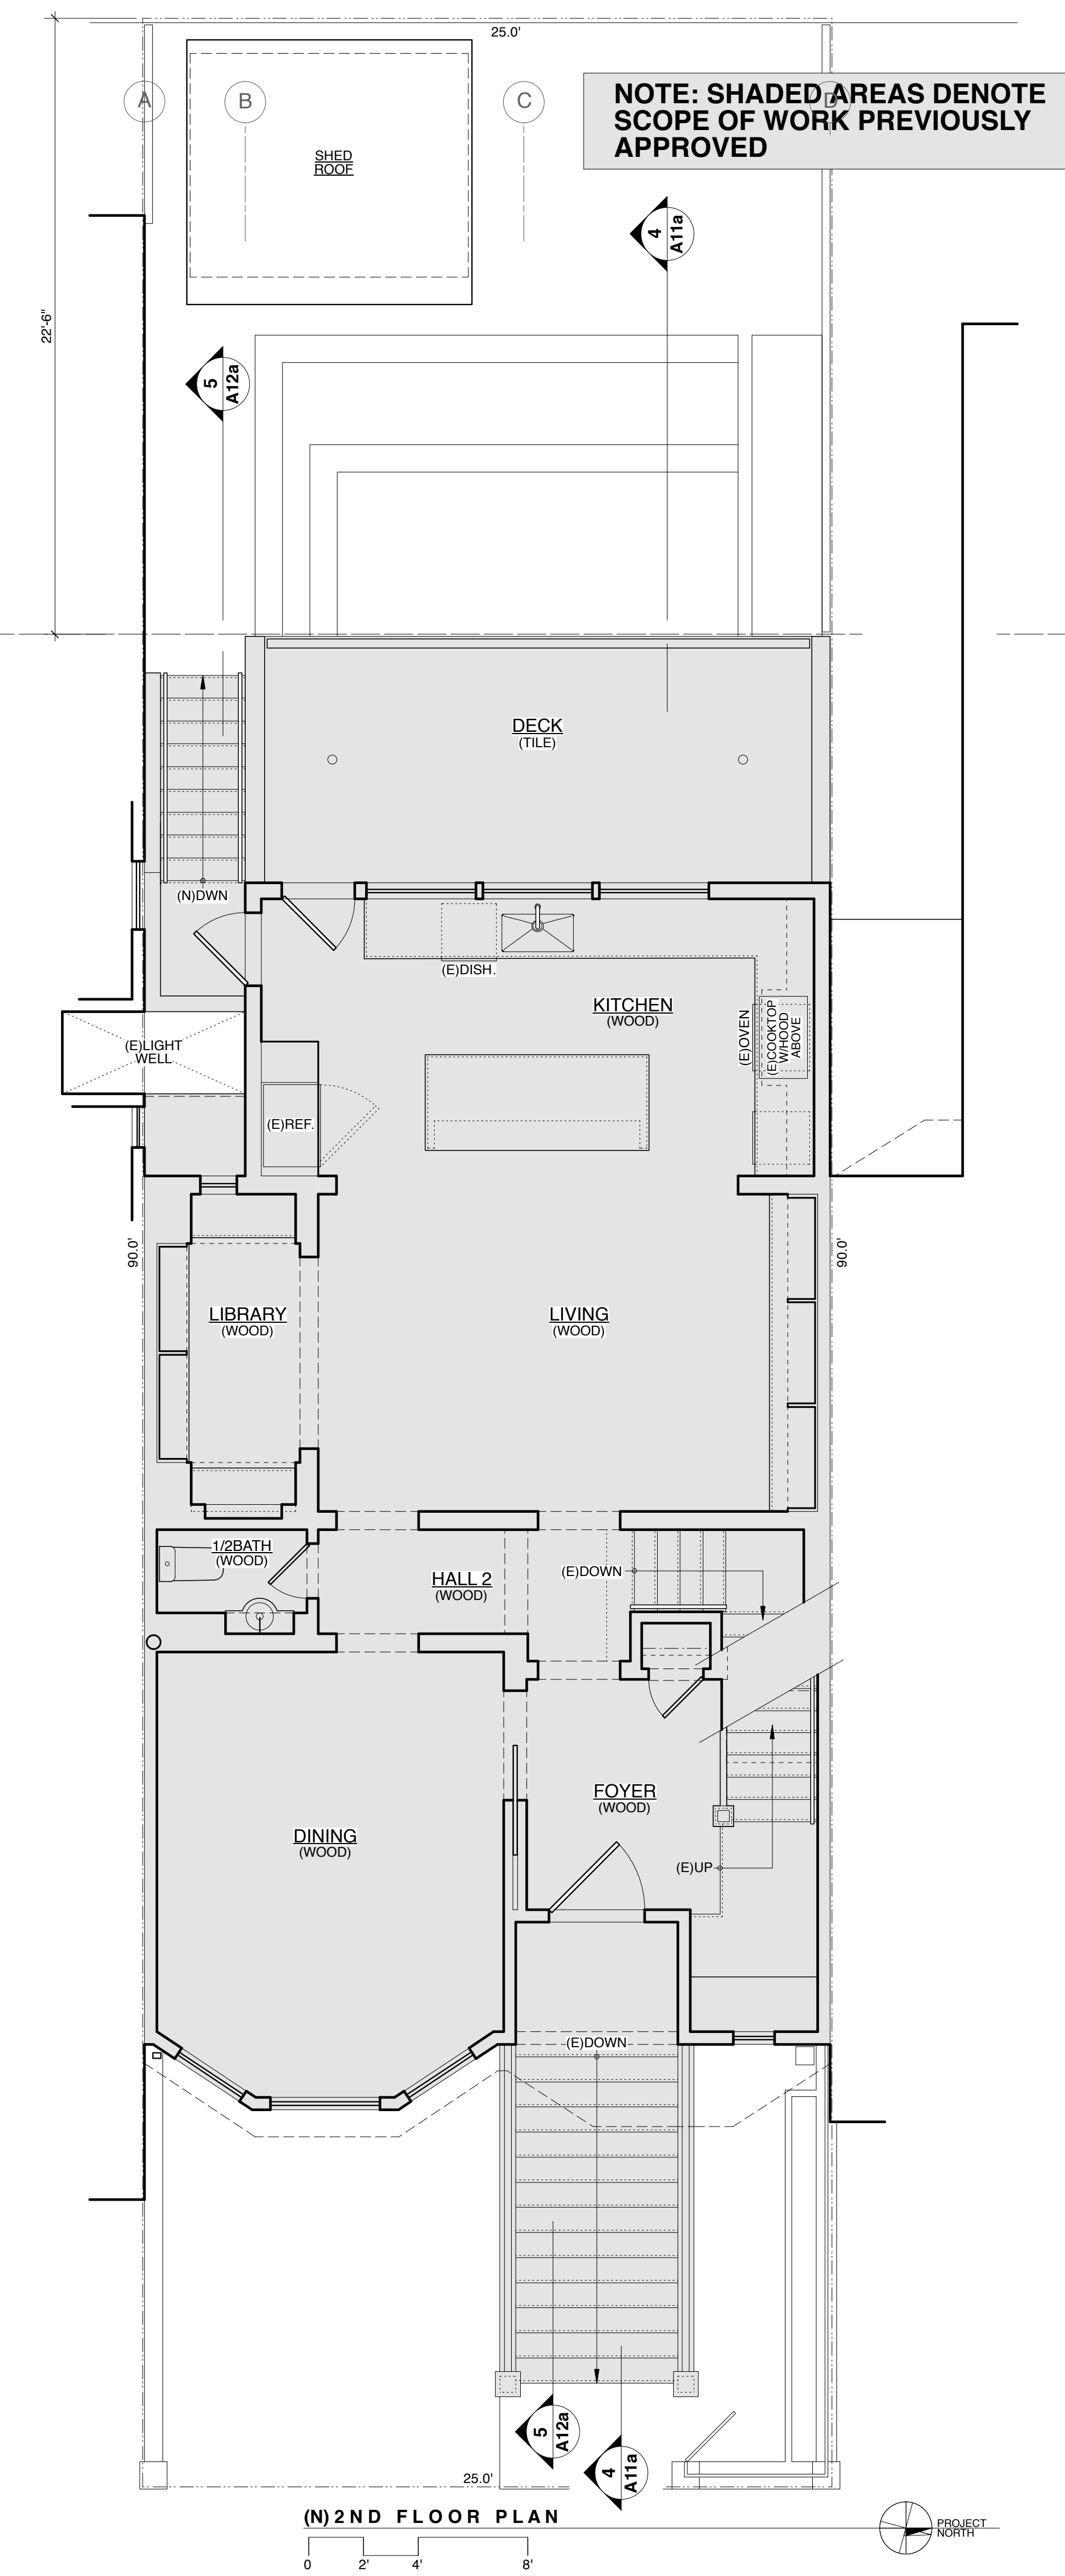 25.0'
A
B
C
D
NOTE: SHADED AREAS DENOTE
SCOPE OF WORK PREVIOUSLY
APPROVED
SHED
ROOF
4
A11a
22'-6"
5
A12a
DECK
(TILE)
(N)DWN
(E)DISH.
KITCHEN
(WOOD)
(E)OVEN
(E)COOKTOP
W/HOOD
ABOVE
(E)LIGHT
WELL
(E)REF.
90.0'
90.0'
LIBRARY
(WOOD)
LIVING
(WOOD)
1/2BATH
(WOOD)
HALL 2
(WOOD)
(E)DOWN
FOYER
(WOOD)
DINING
(WOOD)
(E)UP
(E)DOWN
5
A12a
4
A11a
25.0'
(N) 2ND FLOOR PLAN
PROJECT
NORTH
0 2' 4' 8'